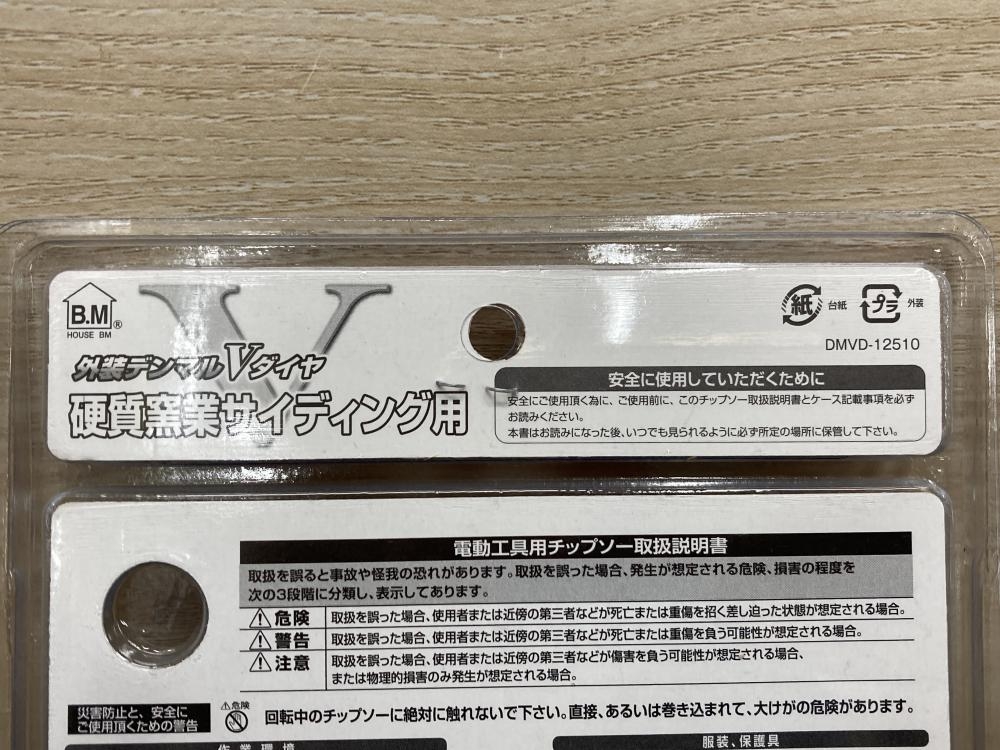 B.M
®
HOUSE BM
V
外装デンマルVダイヤ
硬質窯業サイディング用
紙
台紙
プラ
外装
DMVD-12510
安全に使用していただくために
安全にご使用頂く為に、ご使用前に、このチップソー取扱説明書とケース記載事項を必ず
お読みください。
本書はお読みになった後、いつでも見られるように必ず所定の場所に保管して下さい。
電動工具用チップソー取扱説明書
取扱を誤ると事故や怪我の恐れがあります。取扱を誤った場合、発生が想定される危険、損害の程度を
次の3段階に分類し、表示してあります。
危険 取扱を誤った場合、使用者または近傍の第三者などが死亡または重傷を招く差し迫った状態が想定される場合。
警告 取扱を誤った場合、使用者または近傍の第三者などが死亡または重傷を負う可能性が想定される場合。
注意 取扱を誤った場合、使用者または近傍の第三者などが傷害を負う可能性が想定される場合、
または物理的損害のみ発生が想定される場合。
災害防止と、安全に
ご使用頂くための警告
危険
回転中のチップソーに絶対に触れないで下さい。直接、あるいは巻き込まれて、大けがの危険があります。
作業環境
服装、保護具